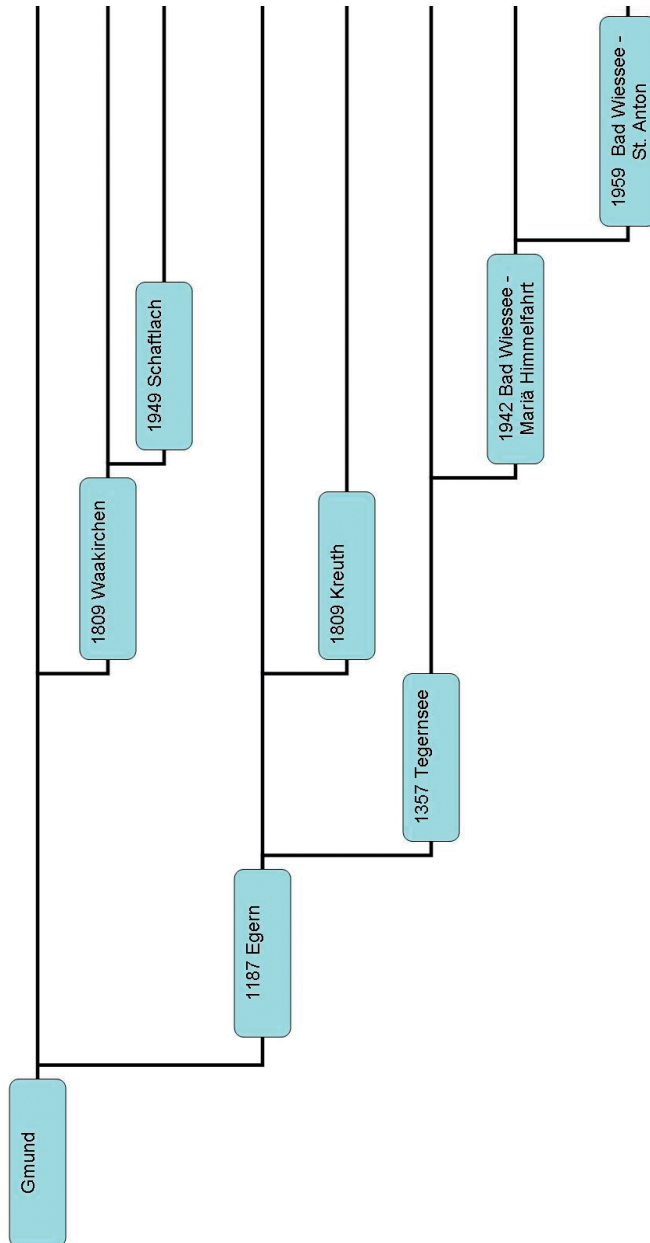 Gmund
1187 Egern
1357 Tegernsee
1809 Waakirchen
1809 Kreuth
1949 Schaftlach
1942 Bad Wiessee -
Mariä Himmelfahrt
1959 Bad Wiessee -
St. Anton